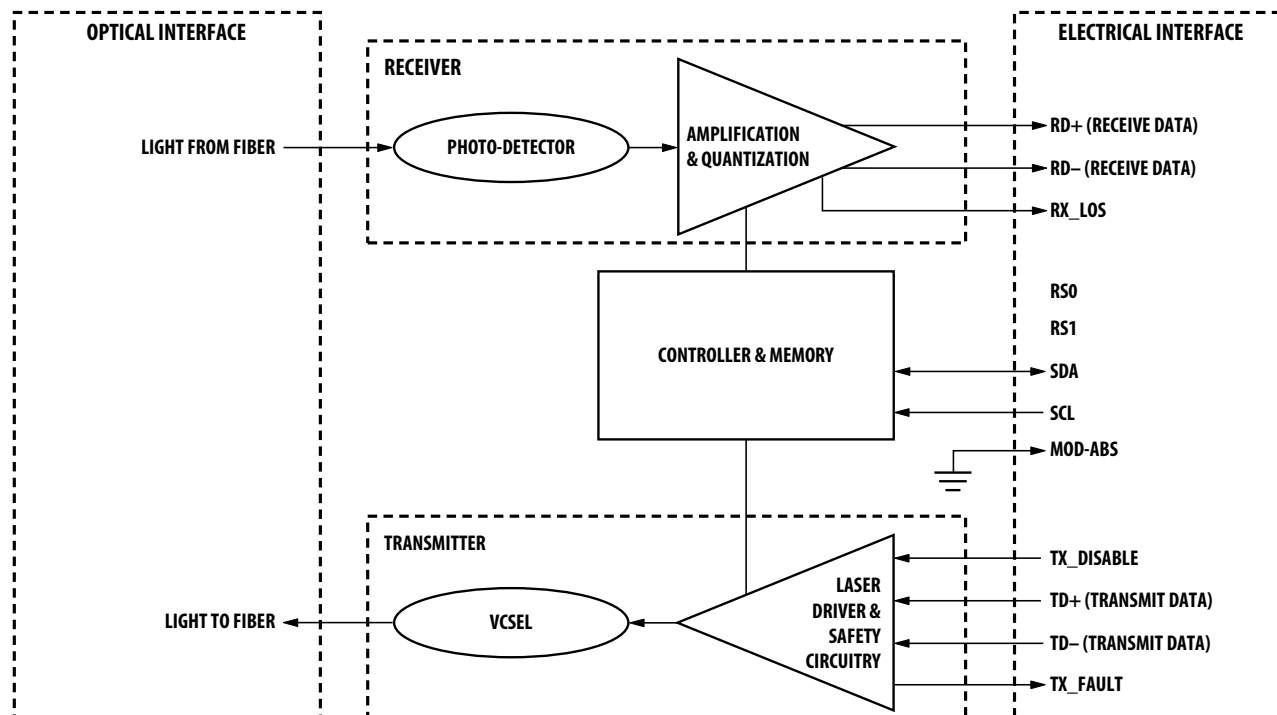 OPTICAL INTERFACE
ELECTRICAL INTERFACE
RECEIVER
LIGHT FROM FIBER
PHOTO-DETECTOR
AMPLIFICATION
& QUANTIZATION
RD+ (RECEIVE DATA)
RD– (RECEIVE DATA)
RX_LOS
RS0
RS1
CONTROLLER & MEMORY
SDA
SCL
MOD-ABS
TRANSMITTER
LIGHT TO FIBER
VCSEL
LASER
DRIVER &
SAFETY
CIRCUITRY
TX_DISABLE
TD+ (TRANSMIT DATA)
TD– (TRANSMIT DATA)
TX_FAULT